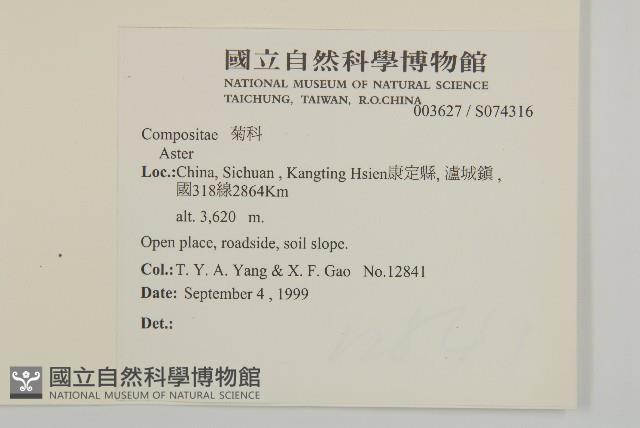 國立自然科學博物館
NATIONAL MUSEUM OF NATURAL SCIENCE
TAICHUNG, TAIWAN, R.O.CHINA
003627 / S074316
Compositae 菊科
Aster
Loc.:China, Sichuan , Kangting Hsien康定縣, 瀘城鎮 ,
國318線2864Km
alt. 3,620 m.
Open place, roadside, soil slope.
Col.: T. Y. A. Yang & X. F. Gao No.12841
Date: September 4 , 1999
Det.:
國立自然科學博物館
NATIONAL MUSEUM OF NATURAL SCIENCE